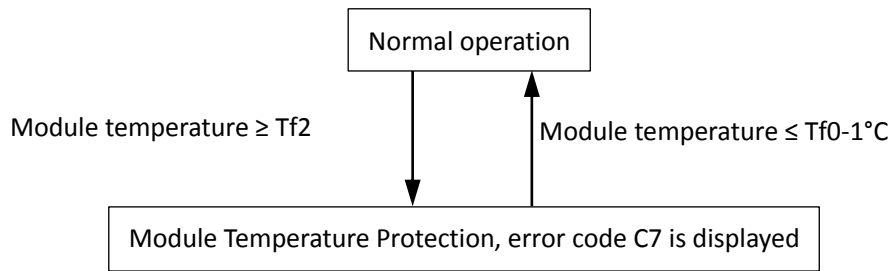 Normal operation
Module temperature ≥ Tf2
Module temperature ≤ Tf0-1°C
Module Temperature Protection, error code C7 is displayed